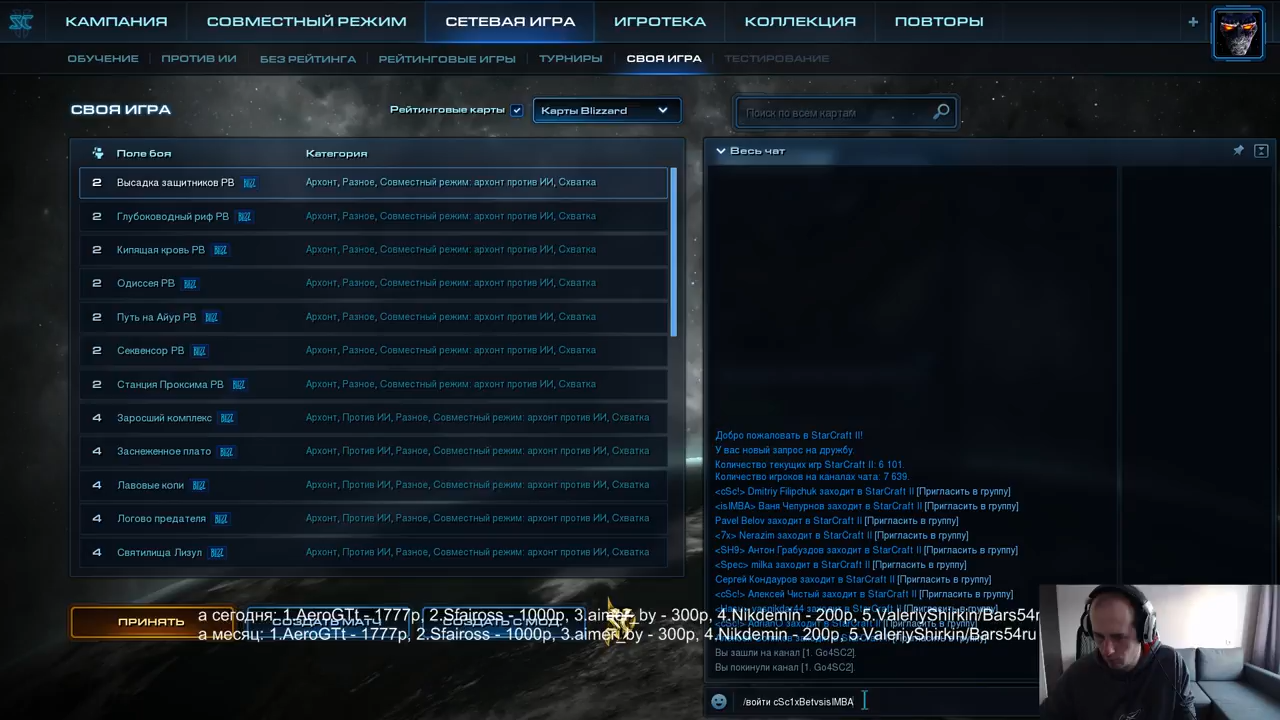 КАМПАНИЯ СОВМЕСТНЫЙ РЕЖИМ СЕТЕВАЯ ИГРА ИГРОТЕКА КОЛЛЕКЦИЯ ПОВТОРЫ
ОБУЧЕНИЕ ПРОТИВ ИИ БЕЗ РЕЙТИНГА РЕЙТИНГОВЫЕ ИГРЫ ТУРНИРЫ СВОЯ ИГРА ТЕСТИРОВАНИЕ
СВОЯ ИГРА Рейтинговые карты Карты Blizzard Поиск по всем картам
Поле боя Категория
2 Высадка защитников РВ Архонт, Разное, Совместный режим: архонт против ИИ, Схватка
2 Глубоководный риф РВ Архонт, Разное, Совместный режим: архонт против ИИ, Схватка
2 Кипящая кровь РВ Архонт, Разное, Совместный режим: архонт против ИИ, Схватка
2 Одиссея РВ Архонт, Разное, Совместный режим: архонт против ИИ, Схватка
2 Путь на Айур РВ Архонт, Разное, Совместный режим: архонт против ИИ, Схватка
2 Секвенсор РВ Архонт, Разное, Совместный режим: архонт против ИИ, Схватка
2 Станция Проксима РВ Архонт, Разное, Совместный режим: архонт против ИИ, Схватка
4 Заросший комплекс Архонт, Против ИИ, Разное, Совместный режим: архонт против ИИ, Схватка
4 Заснеженное плато Архонт, Против ИИ, Разное, Совместный режим: архонт против ИИ, Схватка
4 Лавовые копи Архонт, Против ИИ, Разное, Совместный режим: архонт против ИИ, Схватка
4 Логово предателя Архонт, Против ИИ, Разное, Совместный режим: архонт против ИИ, Схватка
4 Святилища Лизул Архонт, Против ИИ, Разное, Совместный режим: архонт против ИИ, Схватка
Весь чат
Добро пожаловать в StarCraft II!
У вас новый запрос на дружбу.
Количество текущих игр StarCraft II: 6 101.
Количество игроков на каналах чата: 7 639.
<cSc!> Dmitriy Filipchuk заходит в StarCraft II [Пригласить в группу]
<isIMBA> Ваня Чепурнов заходит в StarCraft II [Пригласить в группу]
Pavel Belov заходит в StarCraft II [Пригласить в группу]
<7x> Nerazim заходит в StarCraft II [Пригласить в группу]
<SH9> Антон Грабуздов заходит в StarCraft II [Пригласить в группу]
<Spec> milka заходит в StarCraft II [Пригласить в группу]
Сергей Кондауров заходит в StarCraft II [Пригласить в группу]
<cSc!> Алексей Чистый заходит в StarCraft II [Пригласить в группу]
Вы зашли на канал [1. Go4SC2].
Вы покинули канал [1. Go4SC2].
/войти cSc1xBetvsisIMBA
ПРИНЯТЬ
а сегодня: 1.AeroGTt - 1777р, 2.Sfaiross - 1000р, 3.aimer_by - 300р, 4.Nikdemin - 200р, 5.ValeriyShirkin/Bars54r
а месяц: 1.AeroGTt - 1777р, 2.Sfaiross - 1000р, 3.aimer_by - 300р, 4.Nikdemin - 200р, 5.ValeriyShirkin/Bars54ru